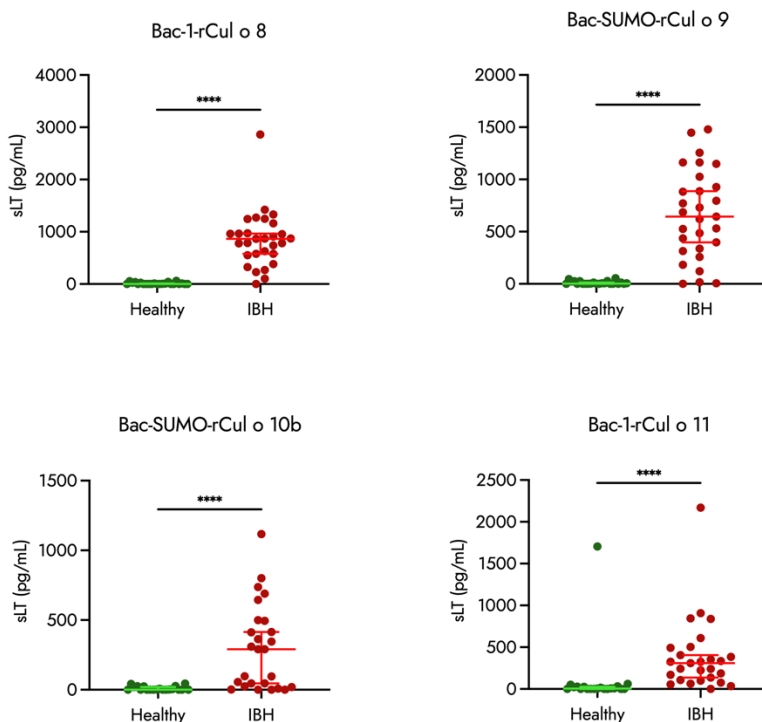 Bac-1-rCul o 8
sLT (pg/mL)
4000
3000
2000
1000
0
****
Healthy
IBH
Bac-SUMO-rCul o 9
sLT (pg/mL)
2000
1500
1000
500
0
****
Healthy
IBH
Bac-SUMO-rCul o 10b
sLT (pg/mL)
1500
1000
500
0
****
Healthy
IBH
Bac-1-rCul o 11
sLT (pg/mL)
2500
2000
1500
1000
500
0
****
Healthy
IBH